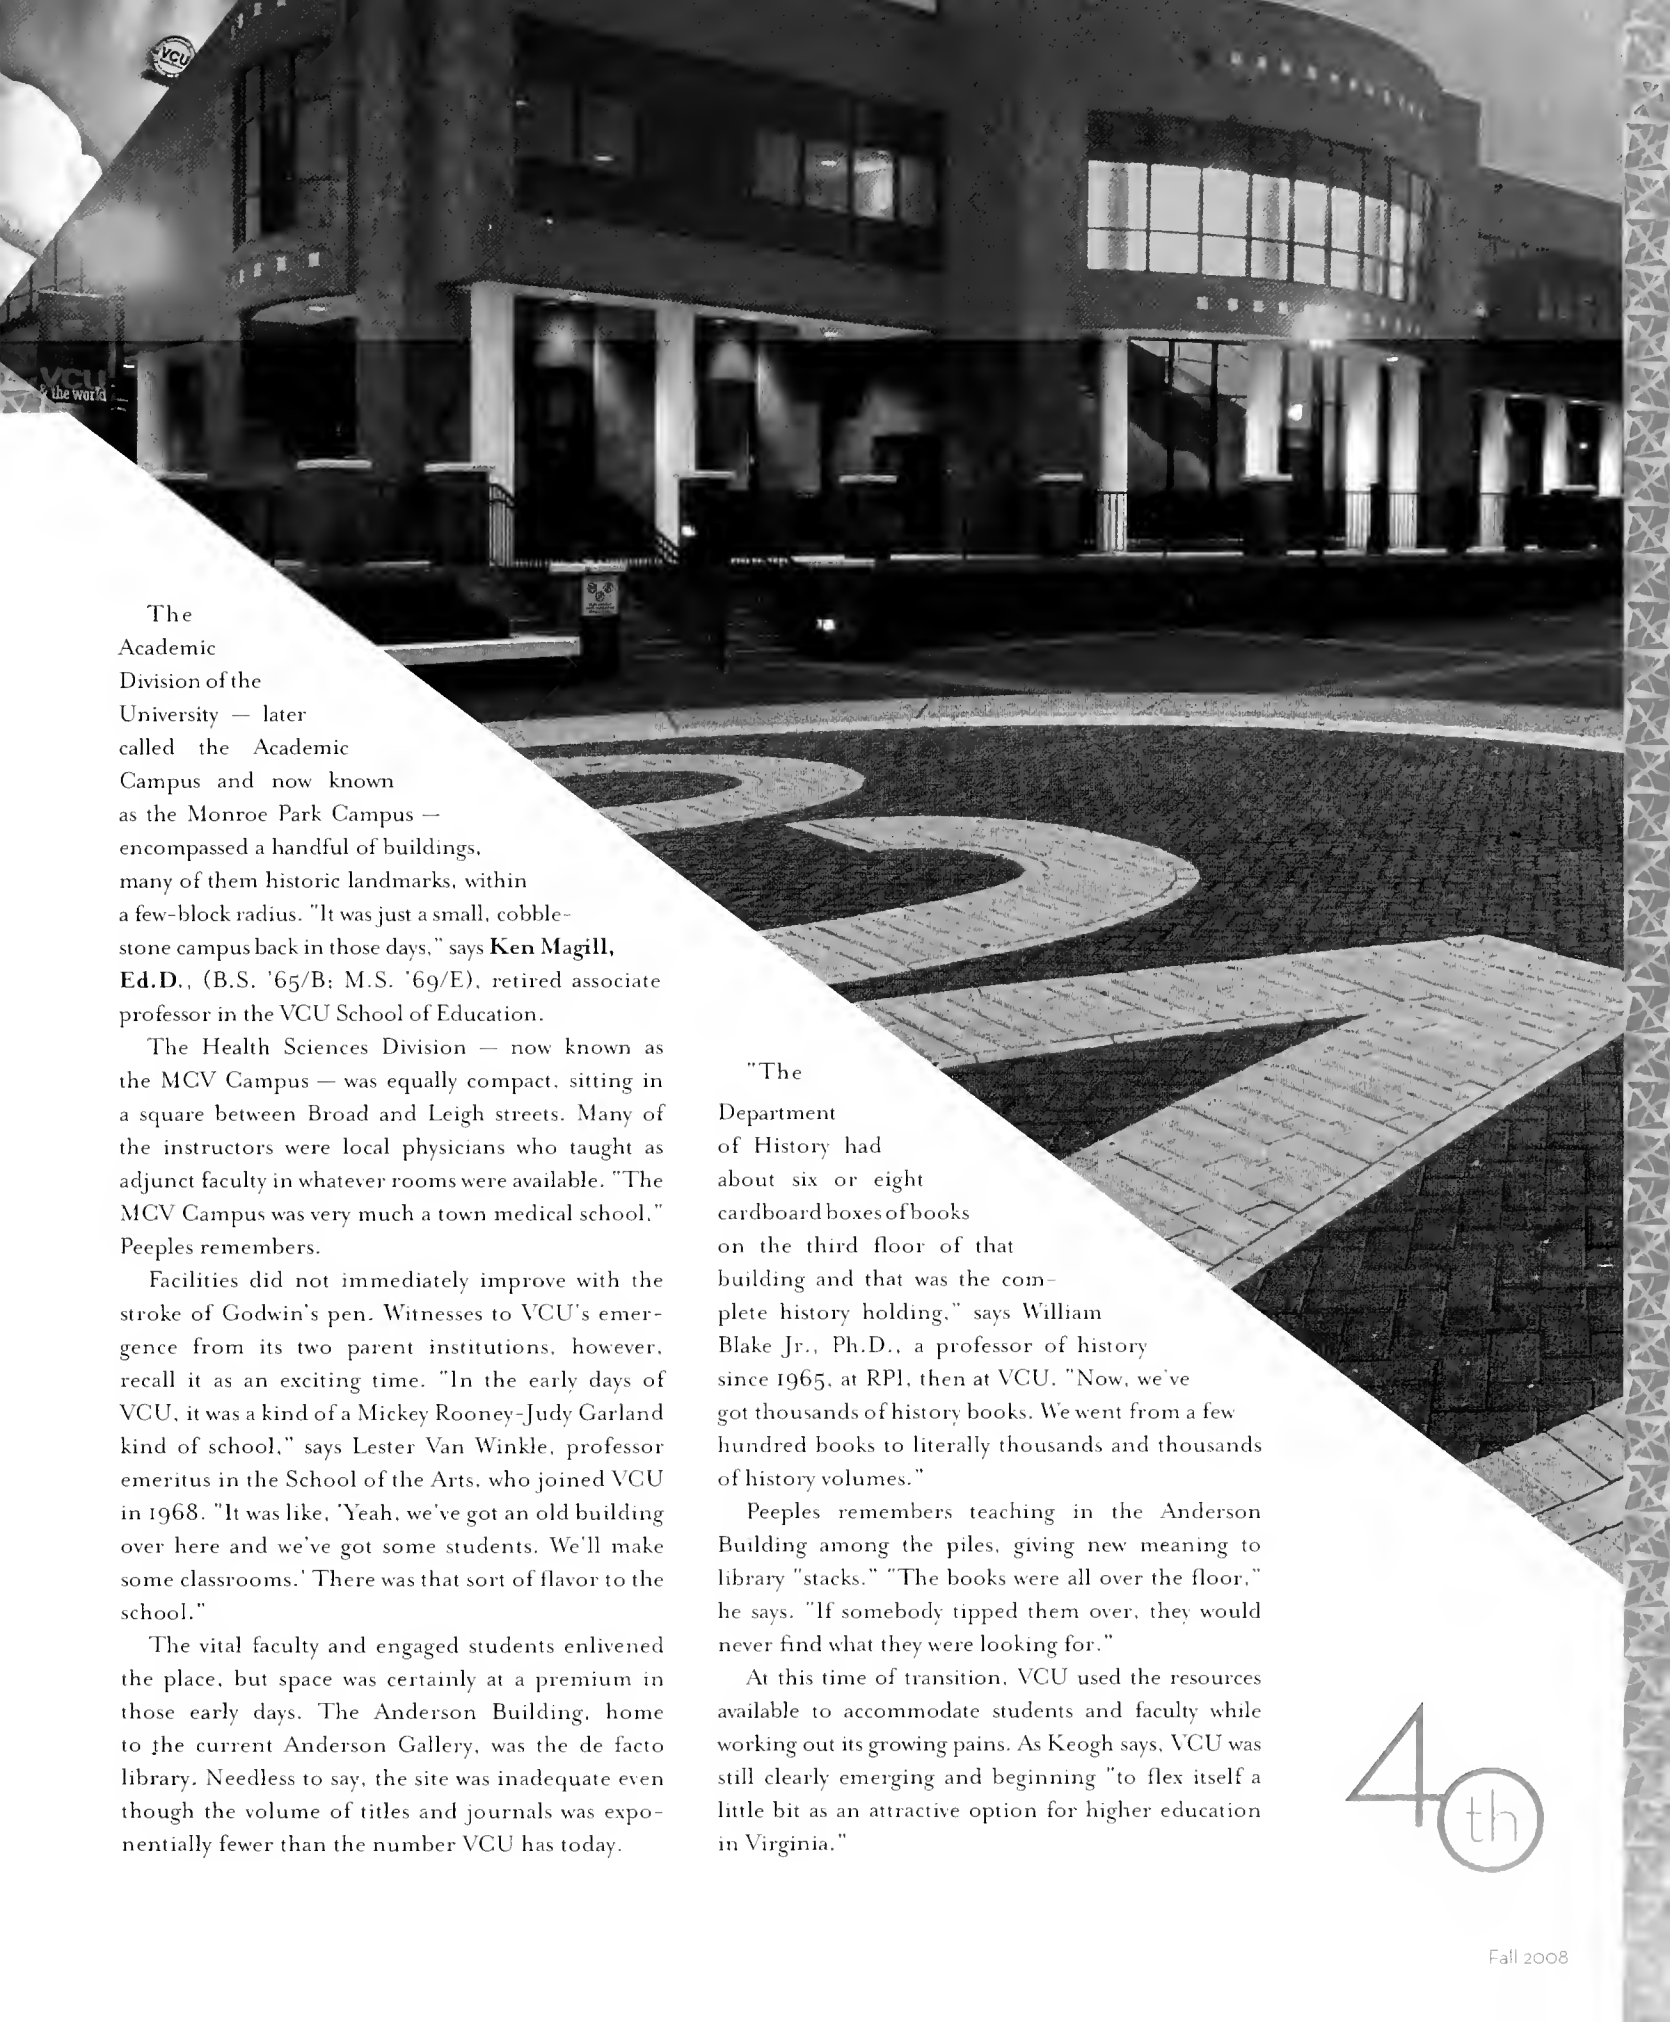 VCU
VCU
& the world
The
Academic
Division of the
University — later
called the Academic
Campus and now known
as the Monroe Park Campus —
encompassed a handful of buildings,
many of them historic landmarks, within
a few-block radius. "It was just a small, cobble-
stone campus back in those days," says Ken Magill,
Ed.D., (B.S. '65/B; M.S. '69/E), retired associate
professor in the VCU School of Education.
The Health Sciences Division — now known as
the MCV Campus — was equally compact, sitting in
a square between Broad and Leigh streets. Many of
the instructors were local physicians who taught as
adjunct faculty in whatever rooms were available. "The
MCV Campus was very much a town medical school,"
Peeples remembers.
Facilities did not immediately improve with the
stroke of Godwin's pen. Witnesses to VCU's emer-
gence from its two parent institutions, however,
recall it as an exciting time. "In the early days of
VCU, it was a kind of a Mickey Rooney-Judy Garland
kind of school," says Lester Van Winkle, professor
emeritus in the School of the Arts, who joined VCU
in 1968. "It was like, 'Yeah, we've got an old building
over here and we've got some students. We'll make
some classrooms.' There was that sort of flavor to the
school."
The vital faculty and engaged students enlivened
the place, but space was certainly at a premium in
those early days. The Anderson Building, home
to the current Anderson Gallery, was the de facto
library. Needless to say, the site was inadequate even
though the volume of titles and journals was expo-
nentially fewer than the number VCU has today.
"The
Department
of History had
about six or eight
cardboard boxes of books
on the third floor of that
building and that was the com-
plete history holding," says William
Blake Jr., Ph.D., a professor of history
since 1965, at RPI, then at VCU. "Now, we've
got thousands of history books. We went from a few
hundred books to literally thousands and thousands
of history volumes."
Peeples remembers teaching in the Anderson
Building among the piles, giving new meaning to
library "stacks." "The books were all over the floor,"
he says. "If somebody tipped them over, they would
never find what they were looking for."
At this time of transition, VCU used the resources
available to accommodate students and faculty while
working out its growing pains. As Keogh says, VCU was
still clearly emerging and beginning "to flex itself a
little bit as an attractive option for higher education
in Virginia."
4th
Fall 2008